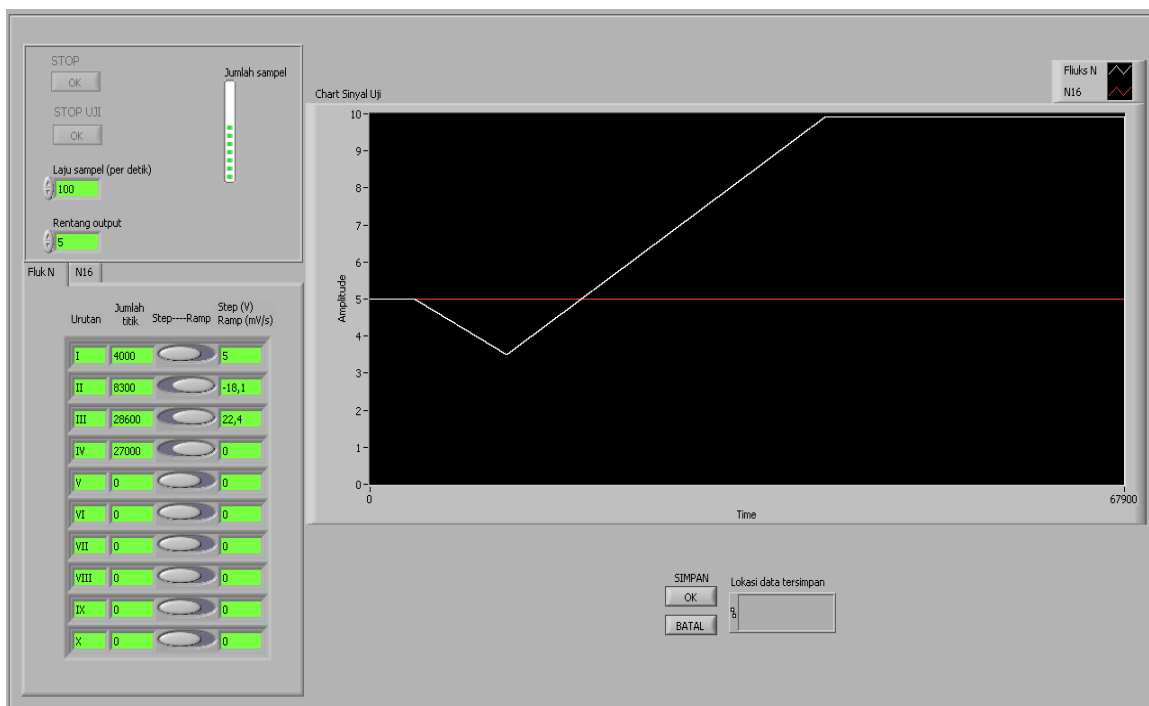 STOP
OK
STOP UJI
OK
Jumlah sampel
Laju sampel (per detik)
100
Rentang output
5
Fluk N N16
Urutan Jumlah titik Step----Ramp Step (V) Ramp (mV/s)
I 4000 5
II 8300 -18,1
III 28600 22,4
IV 27000 0
V 0 0
VI 0 0
VII 0 0
VIII 0 0
IX 0 0
X 0 0
Chart Sinyal Uji
Fliuks N
N16
10
9
8
7
6
5
4
3
2
1
0
Amplitude
0 67900
Time
SIMPAN
OK
BATAL
Lokasi data tersimpan